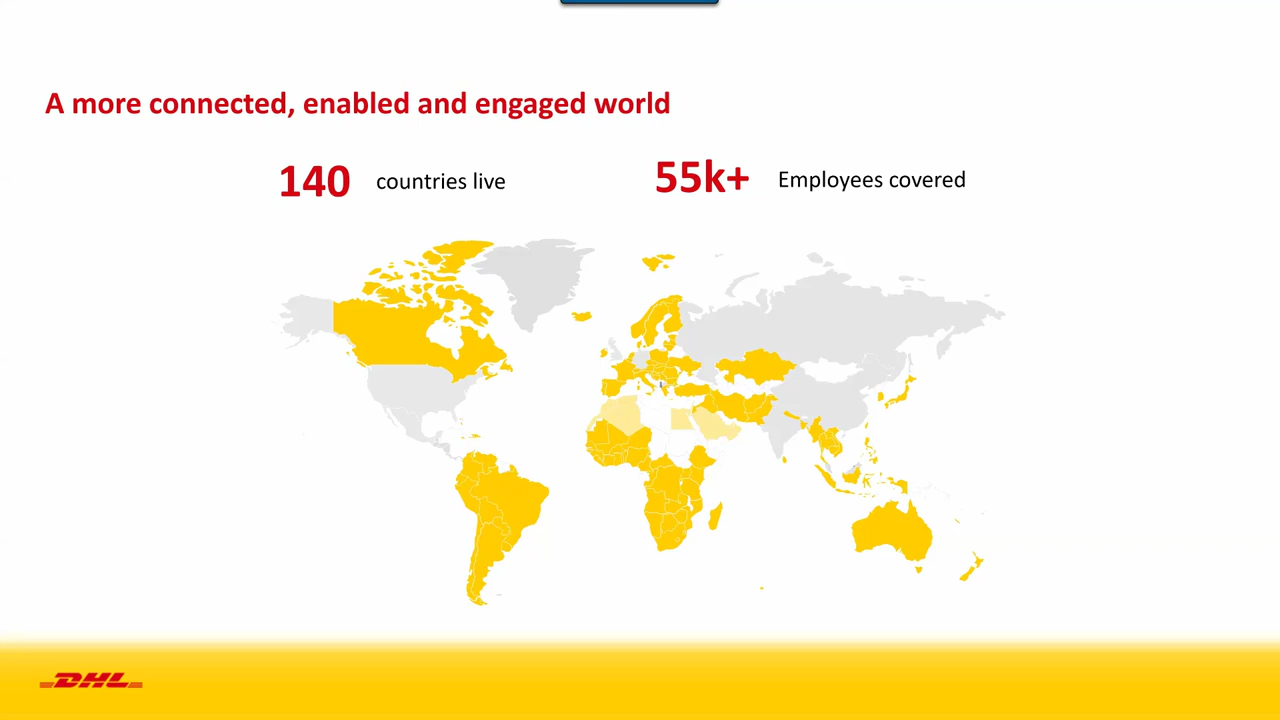 A more connected, enabled and engaged world
140 countries live
55k+ Employees covered
DHL